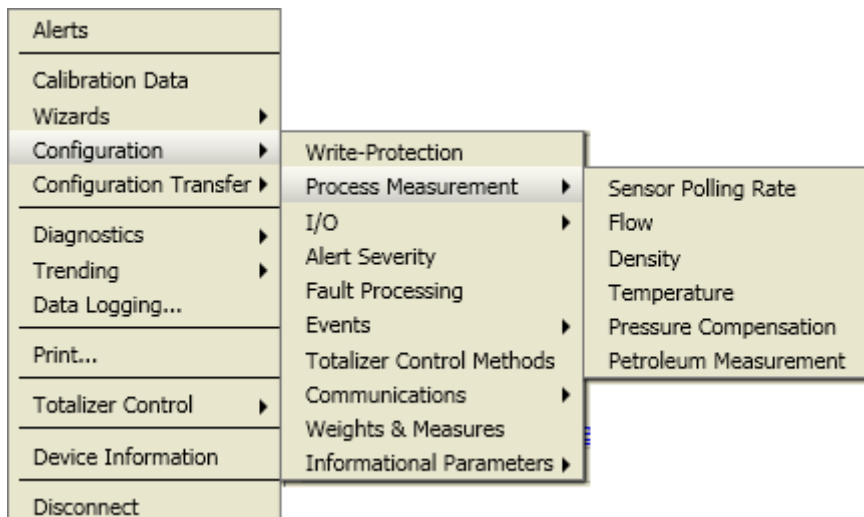 Alerts
Calibration Data
Wizards
Configuration
Configuration Transfer
Diagnostics
Trending
Data Logging...
Print...
Totalizer Control
Device Information
Disconnect
Write-Protection
Process Measurement
I/O
Alert Severity
Fault Processing
Events
Totalizer Control Methods
Communications
Weights & Measures
Informational Parameters
Sensor Polling Rate
Flow
Density
Temperature
Pressure Compensation
Petroleum Measurement